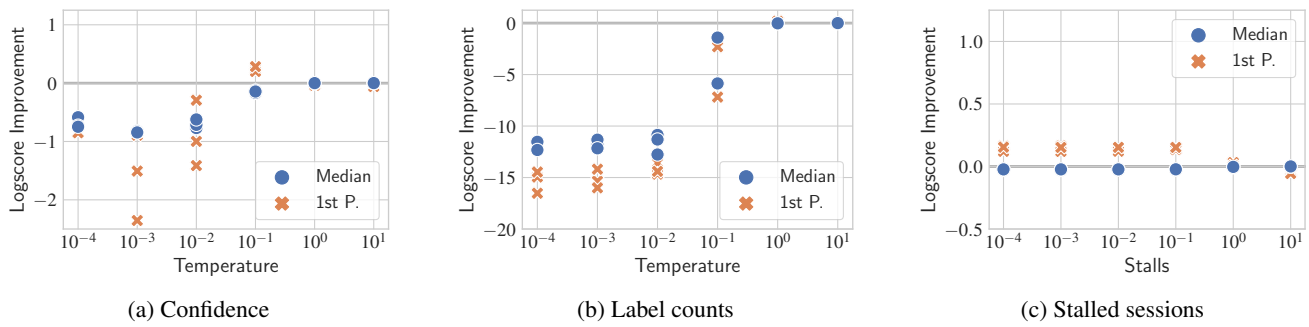 Logscore Improvement
1
0
−1
−2
Median
1st P.
10⁻⁴ 10⁻³ 10⁻² 10⁻¹ 10⁰ 10¹
Temperature
(a) Confidence
Logscore Improvement
0
−5
−10
−15
−20
Median
1st P.
10⁻⁴ 10⁻³ 10⁻² 10⁻¹ 10⁰ 10¹
Temperature
(b) Label counts
Logscore Improvement
1.0
0.5
0.0
−0.5
Median
1st P.
10⁻⁴ 10⁻³ 10⁻² 10⁻¹ 10⁰ 10¹
Stalls
(c) Stalled sessions